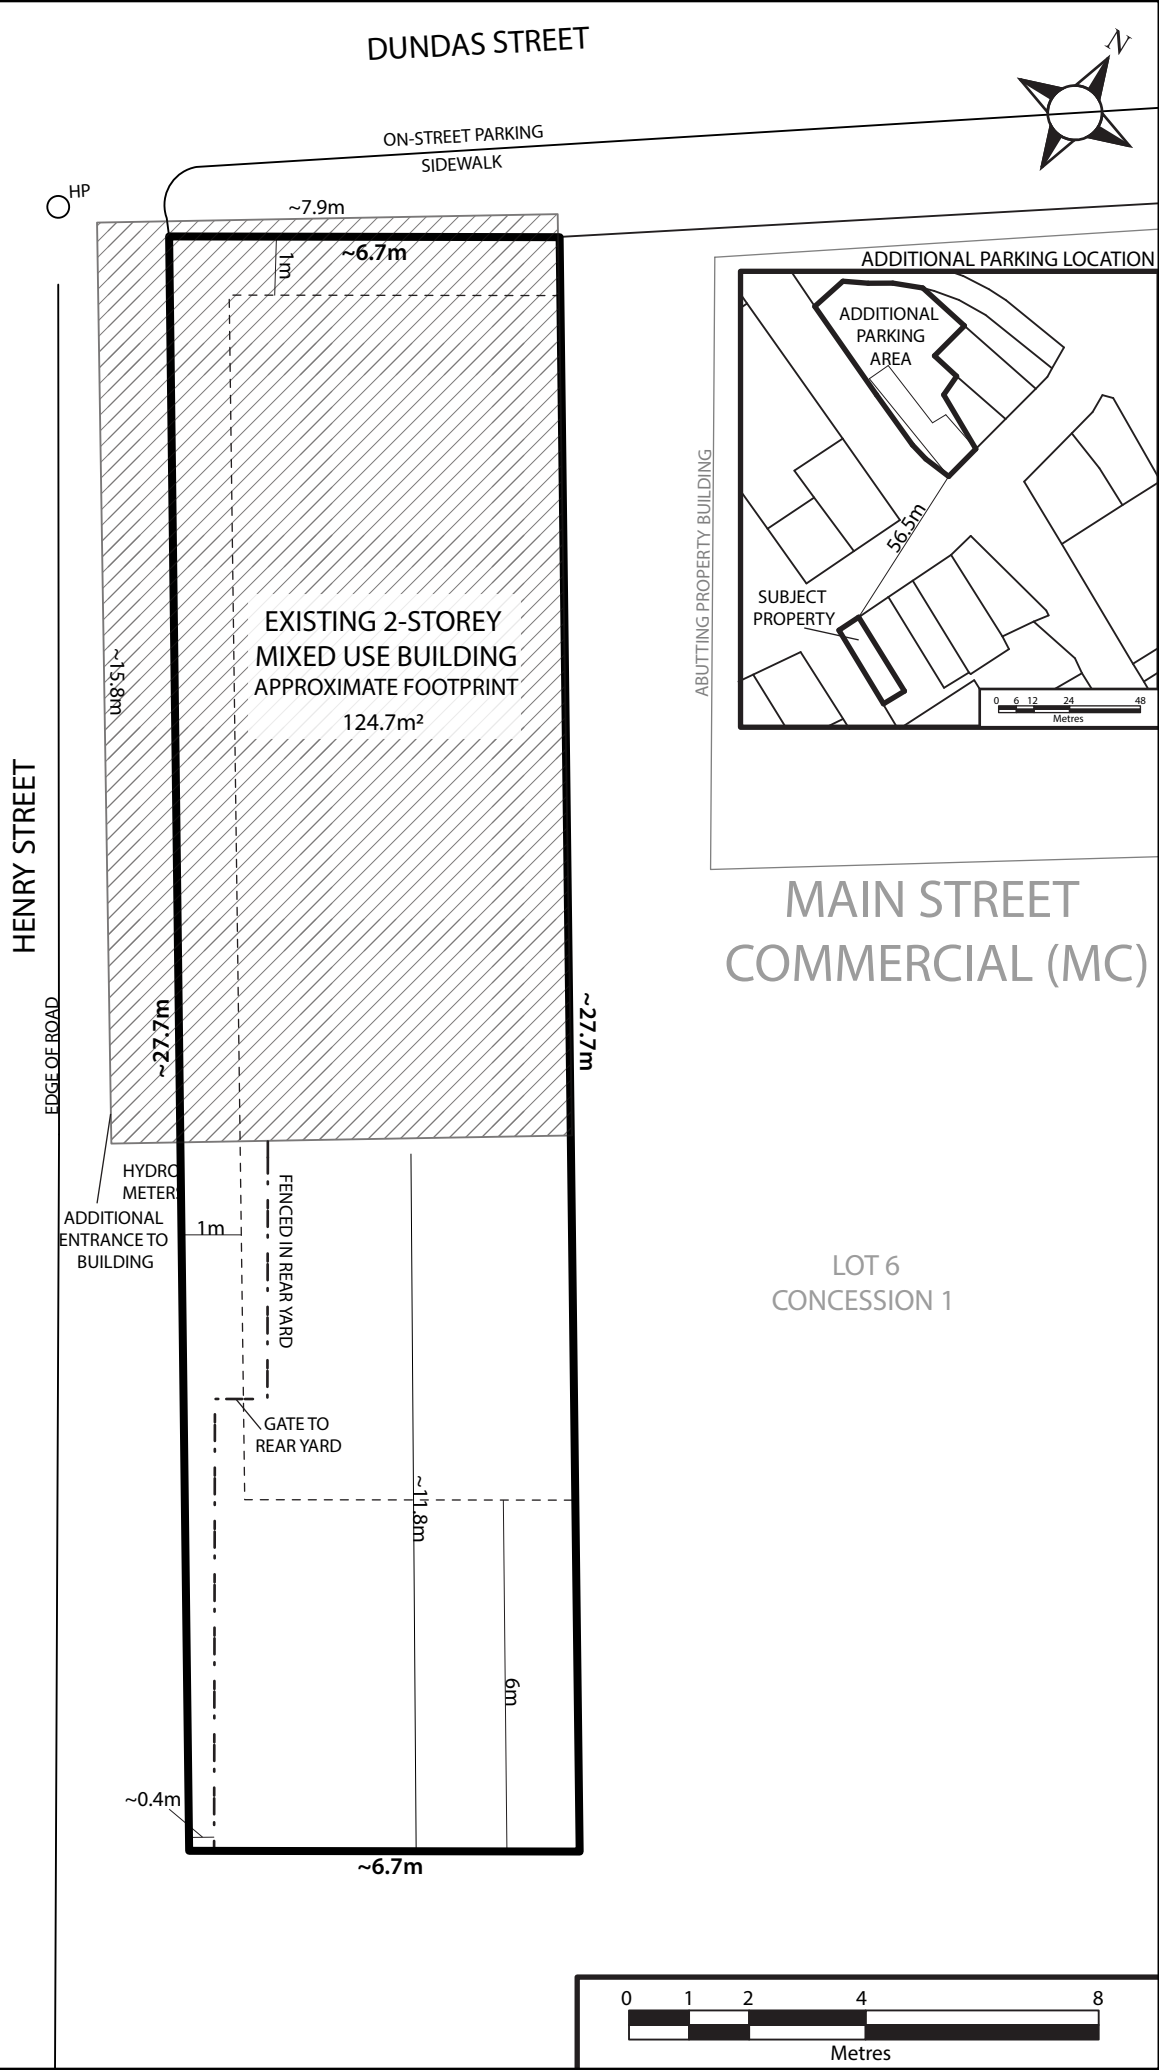 DUNDAS STREET
N
ON-STREET PARKING
SIDEWALK
HP
~7.9m
~6.7m
1m
ADDITIONAL PARKING LOCATION
ADDITIONAL
PARKING
AREA
56.5m
SUBJECT
PROPERTY
0 6 12 24 48
Metres
ABUTTING PROPERTY BUILDING
EXISTING 2-STOREY
MIXED USE BUILDING
APPROXIMATE FOOTPRINT
124.7m²
~15.8m
HENRY STREET
EDGE OF ROAD
~27.7m
~27.7m
MAIN STREET
COMMERCIAL (MC)
HYDRO
METERS
ADDITIONAL
ENTRANCE TO
BUILDING
1m
FENCED IN REAR YARD
LOT 6
CONCESSION 1
GATE TO
REAR YARD
~11.8m
6m
~0.4m
~6.7m
0 1 2 4 8
Metres